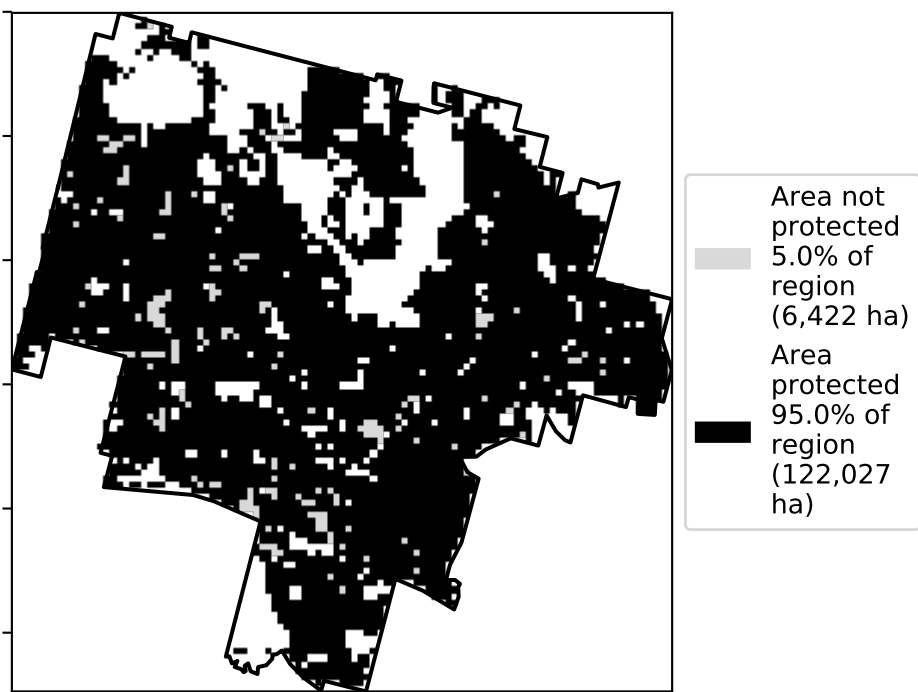 Area not
protected
5.0% of
region
(6,422 ha)
Area
protected
95.0% of
region
(122,027
ha)